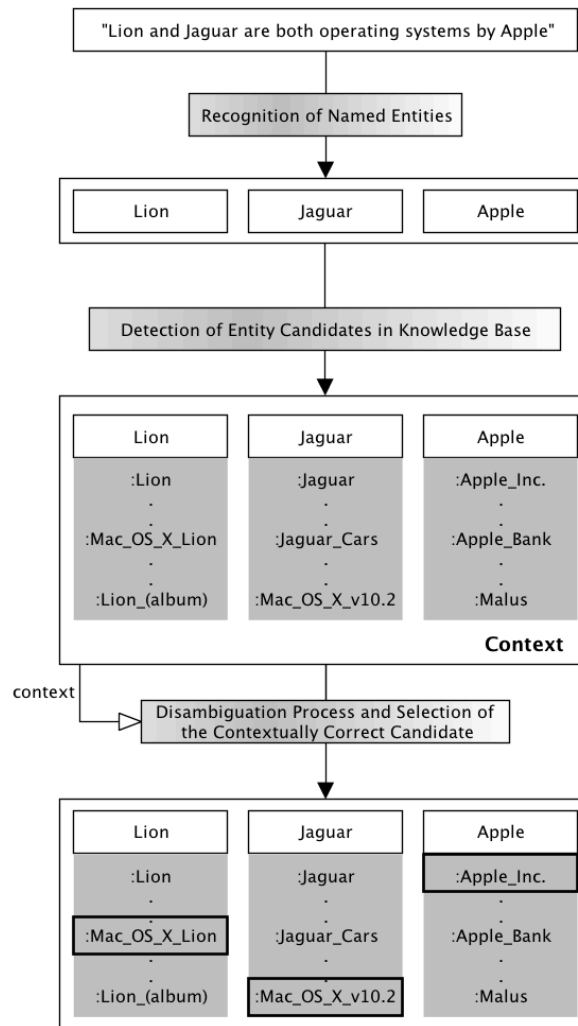 "Lion and Jaguar are both operating systems by Apple"
Recognition of Named Entities
Lion Jaguar Apple
Detection of Entity Candidates in Knowledge Base
Lion Jaguar Apple
:Lion :Jaguar :Apple_Inc.
. . .
. . .
:Mac_OS_X_Lion :Jaguar_Cars :Apple_Bank
. . .
. . .
:Lion_(album) :Mac_OS_X_v10.2 :Malus
Context
context
Disambiguation Process and Selection of
the Contextually Correct Candidate
Lion Jaguar Apple
:Lion :Jaguar :Apple_Inc.
. . .
. . .
:Mac_OS_X_Lion :Jaguar_Cars :Apple_Bank
. . .
. . .
:Lion_(album) :Mac_OS_X_v10.2 :Malus